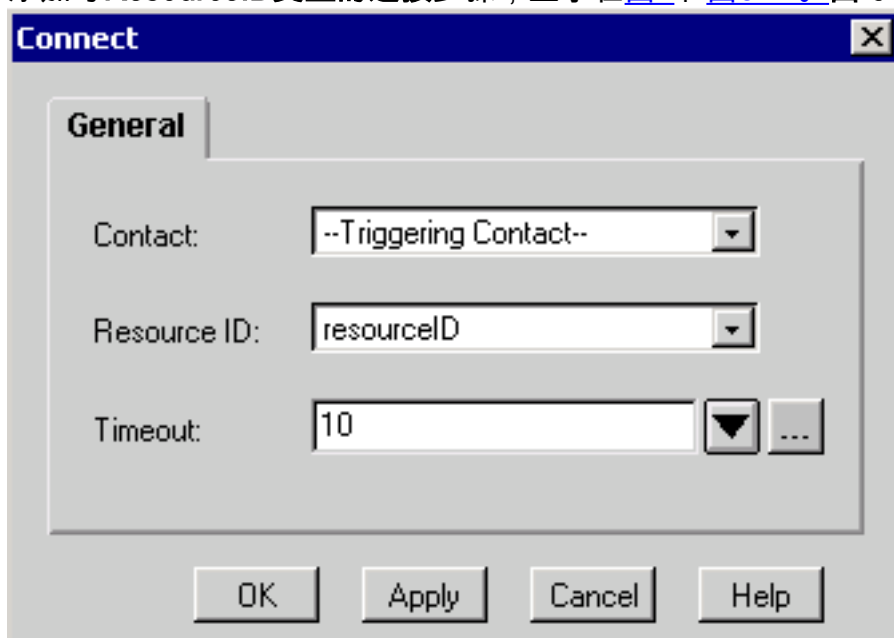 Connect
General
Contact:
--Triggering Contact--
Resource ID:
resourceID
Timeout:
10
...
OK
Apply
Cancel
Help